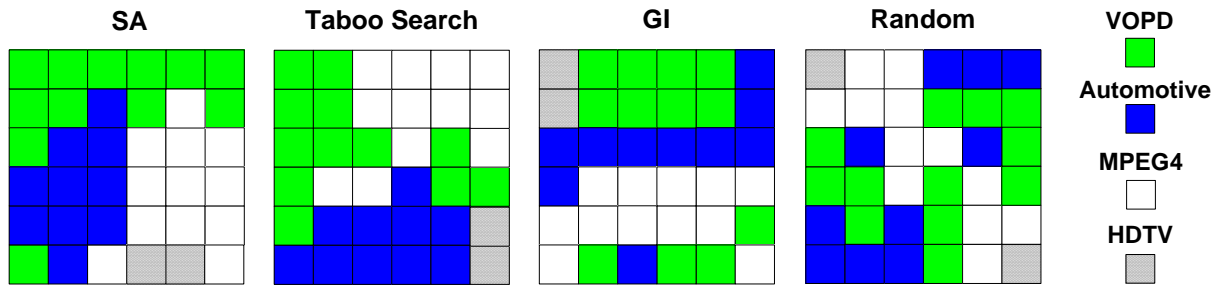 SA
Taboo Search
GI
Random
VOPD
Automotive
MPEG4
HDTV